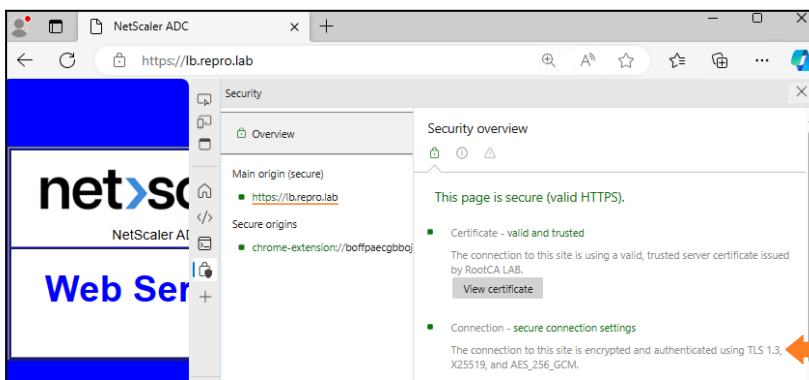 NetScaler ADC
https://lb.repro.lab
Security
Overview
Main origin (secure)
https://lb.repro.lab
Secure origins
chrome-extension://boffpaecgbboj
net>sc
NetScaler AD
Web Ser
Security overview
This page is secure (valid HTTPS).
Certificate - valid and trusted
The connection to this site is using a valid, trusted server certificate issued
by RootCA LAB.
View certificate
Connection - secure connection settings
The connection to this site is encrypted and authenticated using TLS 1.3,
X25519, and AES_256_GCM.